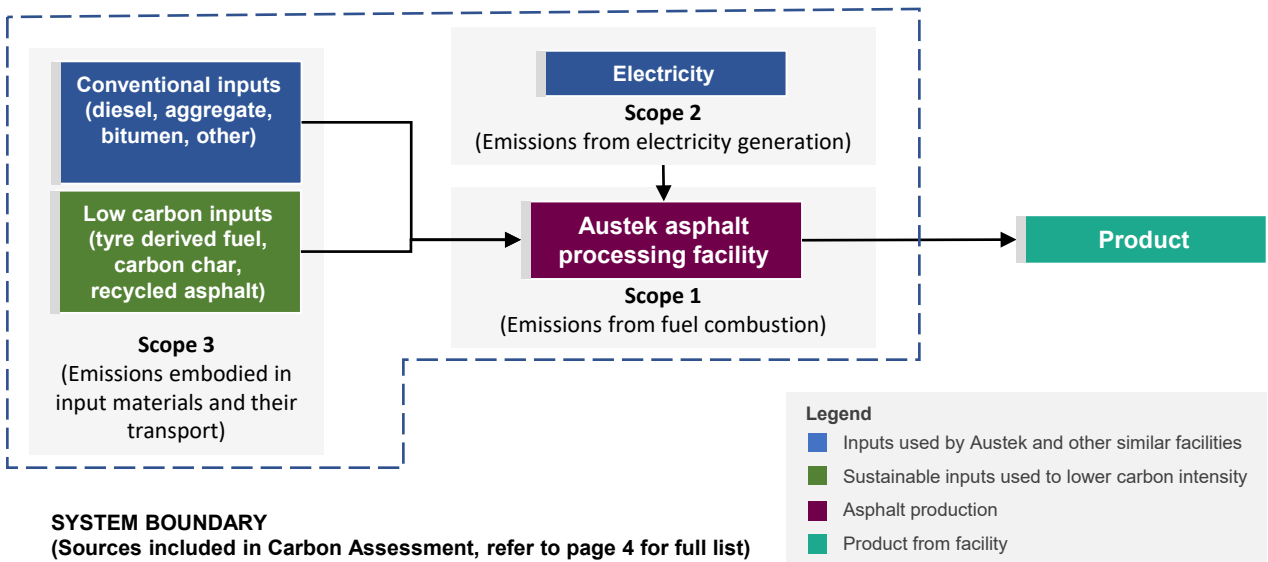 Conventional inputs
(diesel, aggregate,
bitumen, other)
Low carbon inputs
(tyre derived fuel,
carbon char,
recycled asphalt)
Scope 3
(Emissions embodied in
input materials and their
transport)
Electricity
Scope 2
(Emissions from electricity generation)
Austek asphalt
processing facility
Scope 1
(Emissions from fuel combustion)
Product
Legend
Inputs used by Austek and other similar facilities
Sustainable inputs used to lower carbon intensity
Asphalt production
Product from facility
SYSTEM BOUNDARY
(Sources included in Carbon Assessment, refer to page 4 for full list)